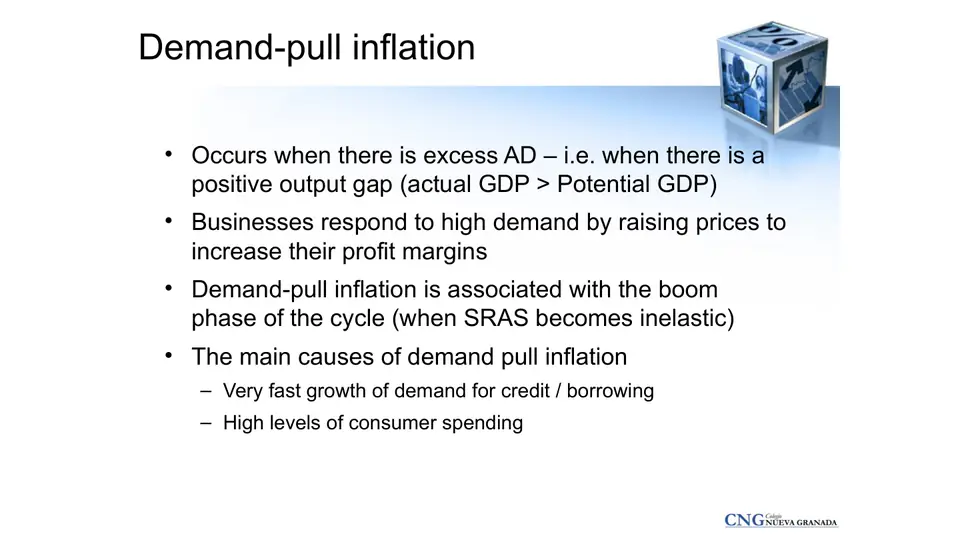 Demand-pull inflation
%
• Occurs when there is excess AD – i.e. when there is a
positive output gap (actual GDP > Potential GDP)
• Businesses respond to high demand by raising prices to
increase their profit margins
• Demand-pull inflation is associated with the boom
phase of the cycle (when SRAS becomes inelastic)
• The main causes of demand pull inflation
– Very fast growth of demand for credit / borrowing
– High levels of consumer spending
CNG Colegio
NUEVA GRANADA